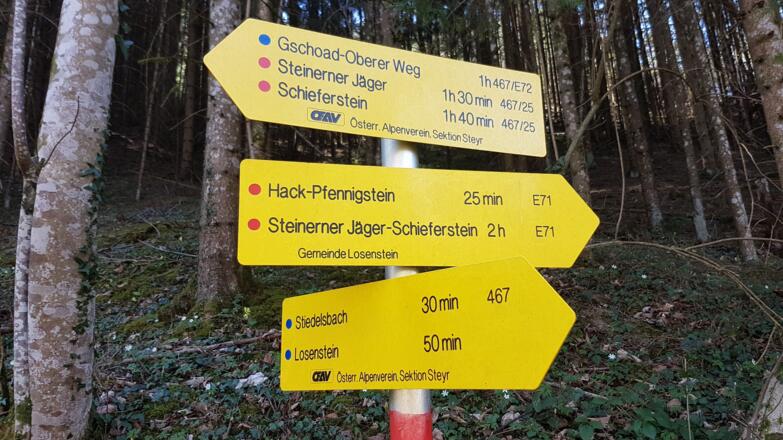 Gschoad-Oberer Weg 1h 467/E72
Steinerner Jäger 1h 30 min 467/25
Schieferstein 1h 40 min 467/25
OEAV Österr. Alpenverein, Sektion Steyr
Hack-Pfennigstein 25 min E71
Steinerner Jäger-Schieferstein 2 h E71
Gemeinde Losenstein
Stiedelsbach 30 min 467
Losenstein 50 min
OEAV Österr. Alpenverein, Sektion Steyr